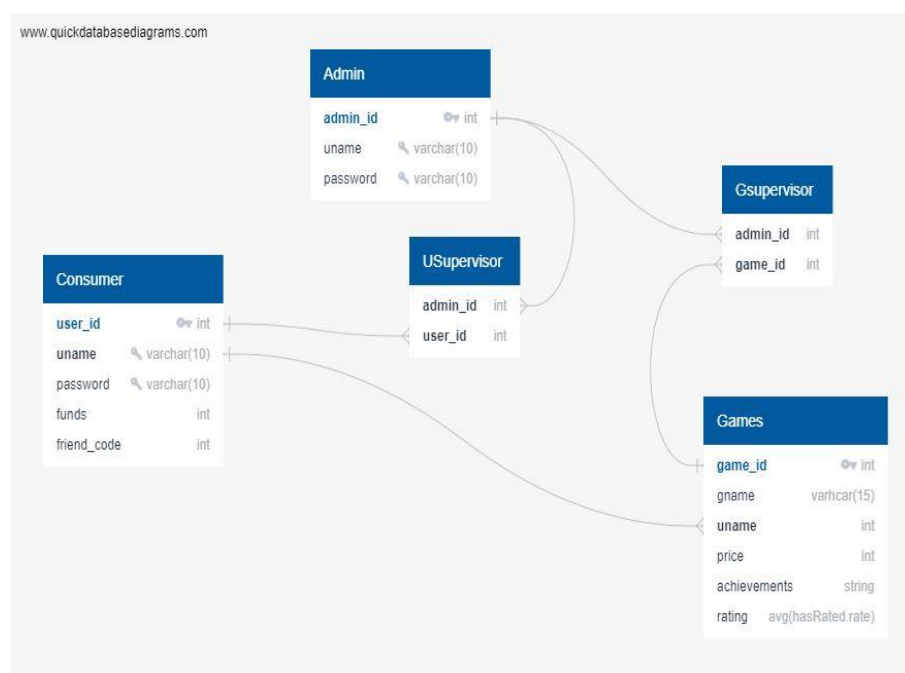 www.quickdatabasediagrams.com
Admin
admin_id int
uname varchar(10)
password varchar(10)
Gsupervisor
admin_id int
game_id int
USupervisor
admin_id int
user_id int
Consumer
user_id int
uname varchar(10)
password varchar(10)
funds int
friend_code int
Games
game_id int
gname varhcar(15)
uname int
price int
achievements string
rating avg(hasRated.rate)